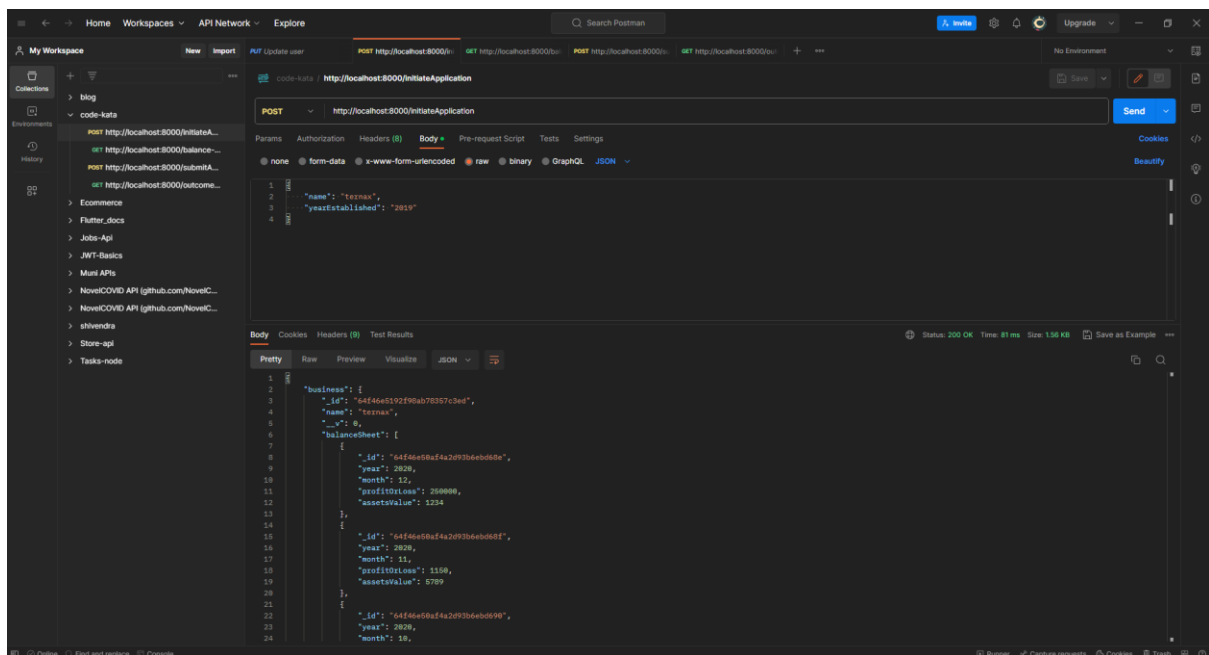 Home Workspaces API Network Explore Search Postman Invite Upgrade
My Workspace New Import PUT Update user POST http://localhost:8000/in GET http://localhost:8000/bal POST http://localhost:8000/su GET http://localhost:8000/out No Environment
Collections
Environments
History
blog
code-kata
POST http://localhost:8000/initiateA...
GET http://localhost:8000/balance-...
POST http://localhost:8000/submitA...
GET http://localhost:8000/outcome...
Ecommerce
Flutter_docs
Jobs-Api
JWT-Basics
Muni APIs
NovelCOVID API (github.com/NovelC...
NovelCOVID API (github.com/NovelC...
shivendra
Store-api
Tasks-node
code-kata / http://localhost:8000/initiateApplication Save
POST http://localhost:8000/initiateApplication Send
Params Authorization Headers (8) Body Pre-request Script Tests Settings Cookies
none form-data x-www-form-urlencoded raw binary GraphQL JSON Beautify
1 {
2 "name": "ternax",
3 "yearEstablished": "2019"
4 }
Body Cookies Headers (9) Test Results Status: 200 OK Time: 81 ms Size: 1.56 KB Save as Example
Pretty Raw Preview Visualize JSON
1 {
2 "business": {
3 "_id": "64f46e5192f98ab78357c3ed",
4 "name": "ternax",
5 "__v": 0,
6 "balanceSheet": [
7 {
8 "_id": "64f46e50af4a2d93b6ebd68e",
9 "year": 2020,
10 "month": 12,
11 "profitOrLoss": 250000,
12 "assetsValue": 1234
13 },
14 {
15 "_id": "64f46e50af4a2d93b6ebd68f",
16 "year": 2020,
17 "month": 11,
18 "profitOrLoss": 1150,
19 "assetsValue": 5789
20 },
21 {
22 "_id": "64f46e50af4a2d93b6ebd690",
23 "year": 2020,
24 "month": 10,
Online Find and replace Console Runner Capture requests Cookies Trash